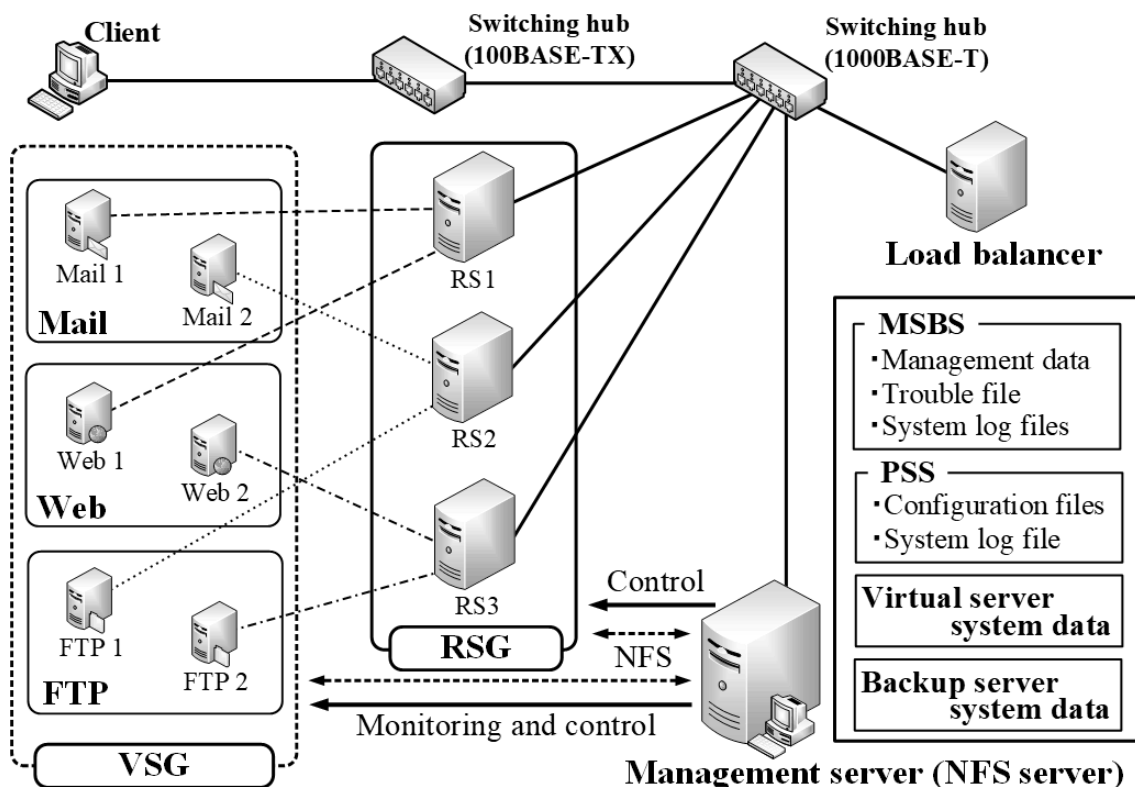 Client
Switching hub
(100BASE-TX)
Switching hub
(1000BASE-T)
Mail 1
Mail 2
Mail
Web 1
Web 2
Web
FTP 1
FTP 2
FTP
VSG
RS1
RS2
RS3
RSG
Load balancer
MSBS
・Management data
・Trouble file
・System log files
PSS
・Configuration files
・System log file
Virtual server
system data
Backup server
system data
Control
NFS
Monitoring and control
Management server (NFS server)